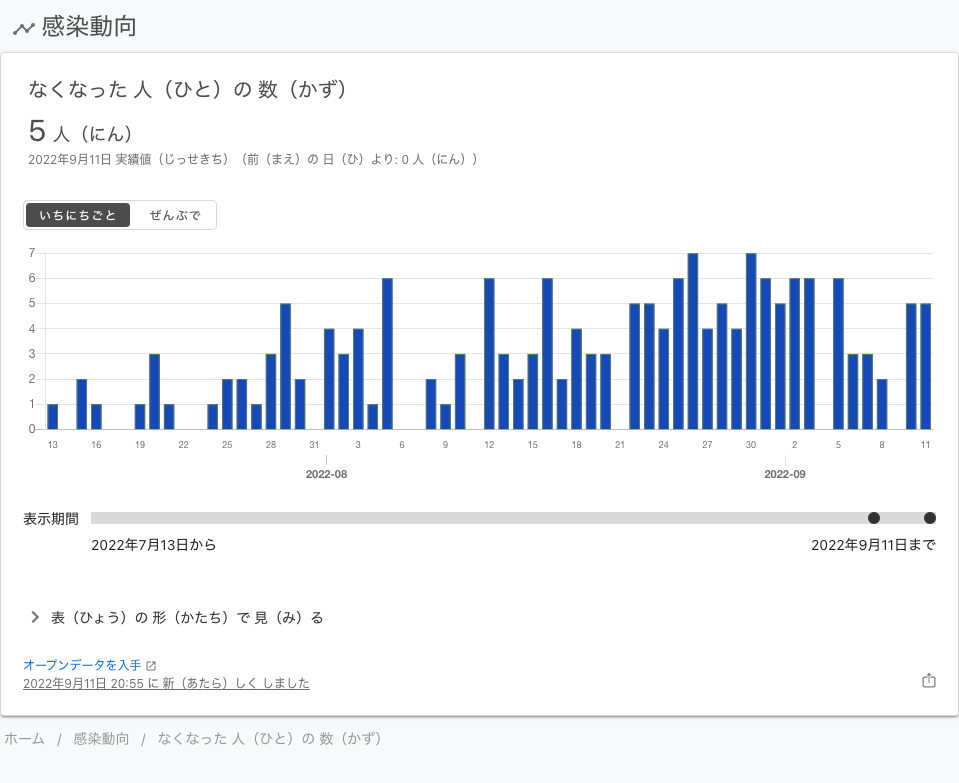 感染動向
なくなった 人（ひと）の 数（かず）
5 人（にん）
2022年9月11日 実績値（じっせきち）（前（まえ）の 日（ひ）より: 0 人（にん））
いちにちごと ぜんぶで
7
6
5
4
3
2
1
0
13 16 19 22 25 28 31 3 6 9 12 15 18 21 24 27 30 2 5 8 11
2022-08 2022-09
表示期間
2022年7月13日から 2022年9月11日まで
表（ひょう）の 形（かたち）で 見（み）る
オープンデータを入手
2022年9月11日 20:55 に 新（あたら）しく しました
ホーム / 感染動向 / なくなった 人（ひと）の 数（かず）